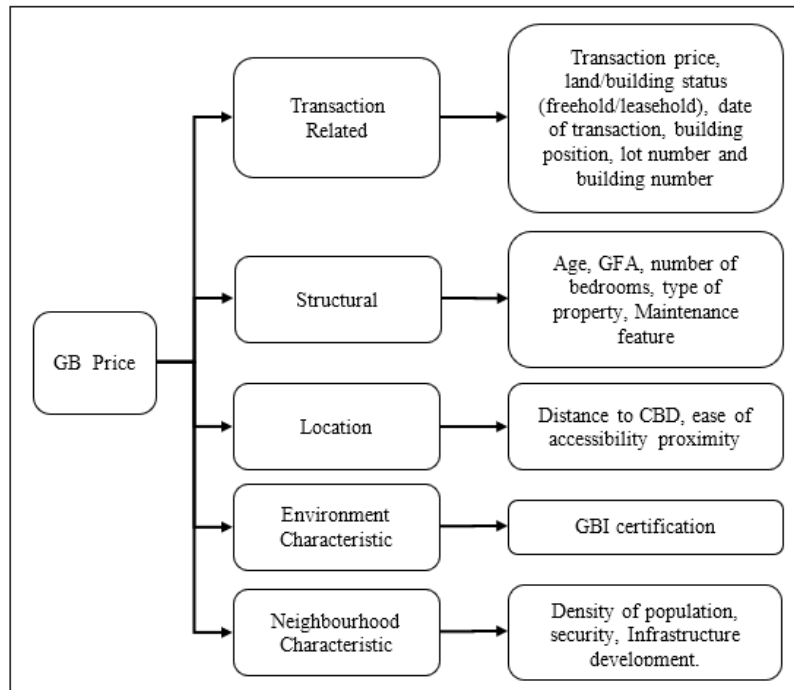 Transaction
Related
Transaction price,
land/building status
(freehold/leasehold), date
of transaction, building
position, lot number and
building number
Structural
Age, GFA, number of
bedrooms, type of
property, Maintenance
feature
GB Price
Location
Distance to CBD, ease of
accessibility proximity
Environment
Characteristic
GBI certification
Neighbourhood
Characteristic
Density of population,
security, Infrastructure
development.